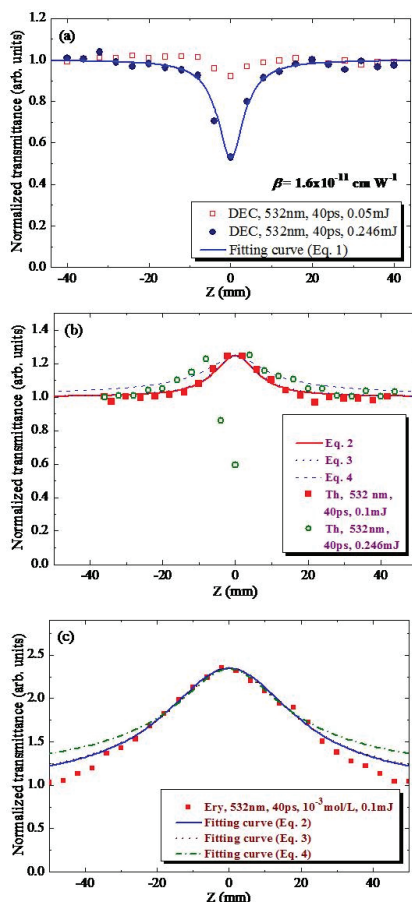 (a)
1.2
1.0
0.8
0.6
0.4
0.2
0.0
Normalized transmittance (arb. units)
β= 1.6x10⁻¹¹ cm W⁻¹
DEC, 532nm, 40ps, 0.05mJ
DEC, 532nm, 40ps, 0.246mJ
Fitting curve (Eq. 1)
-40 -20 0 20 40
Z (mm)
(b)
1.4
1.2
1.0
0.8
0.6
0.4
0.2
0.0
Normalized transmittance (arb. units)
Eq. 2
Eq. 3
Eq. 4
Th, 532 nm,
40ps, 0.1mJ
Th, 532nm,
40ps, 0.246mJ
-40 -20 0 20 40
Z (mm)
(c)
2.5
2.0
1.5
1.0
0.5
0.0
Normalized transmittance (arb. units)
Ery, 532nm, 40ps, 10⁻³mol/L, 0.1mJ
Fitting curve (Eq. 2)
Fitting curve (Eq. 3)
Fitting curve (Eq. 4)
-40 -20 0 20 40
Z (mm)